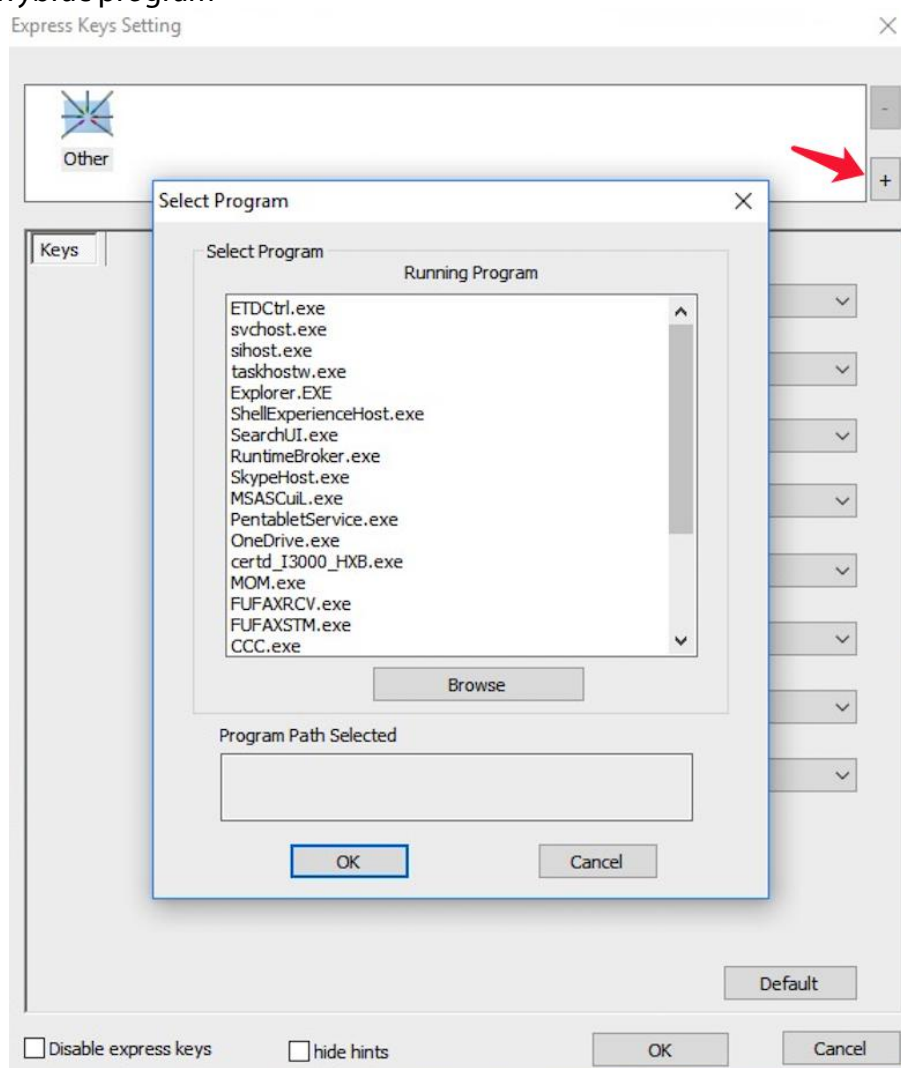 program
Express Keys Setting
Other
-
+
Select Program
Select Program
Running Program
ETDCtrl.exe
svchost.exe
sihost.exe
taskhostw.exe
Explorer.EXE
ShellExperienceHost.exe
SearchUI.exe
RuntimeBroker.exe
SkypeHost.exe
MSASCuiL.exe
PentabletService.exe
OneDrive.exe
certd_I3000_HXB.exe
MOM.exe
FUFAXRCV.exe
FUFAXSTM.exe
CCC.exe
Browse
Program Path Selected
OK
Cancel
Keys
Default
Disable express keys
hide hints
OK
Cancel